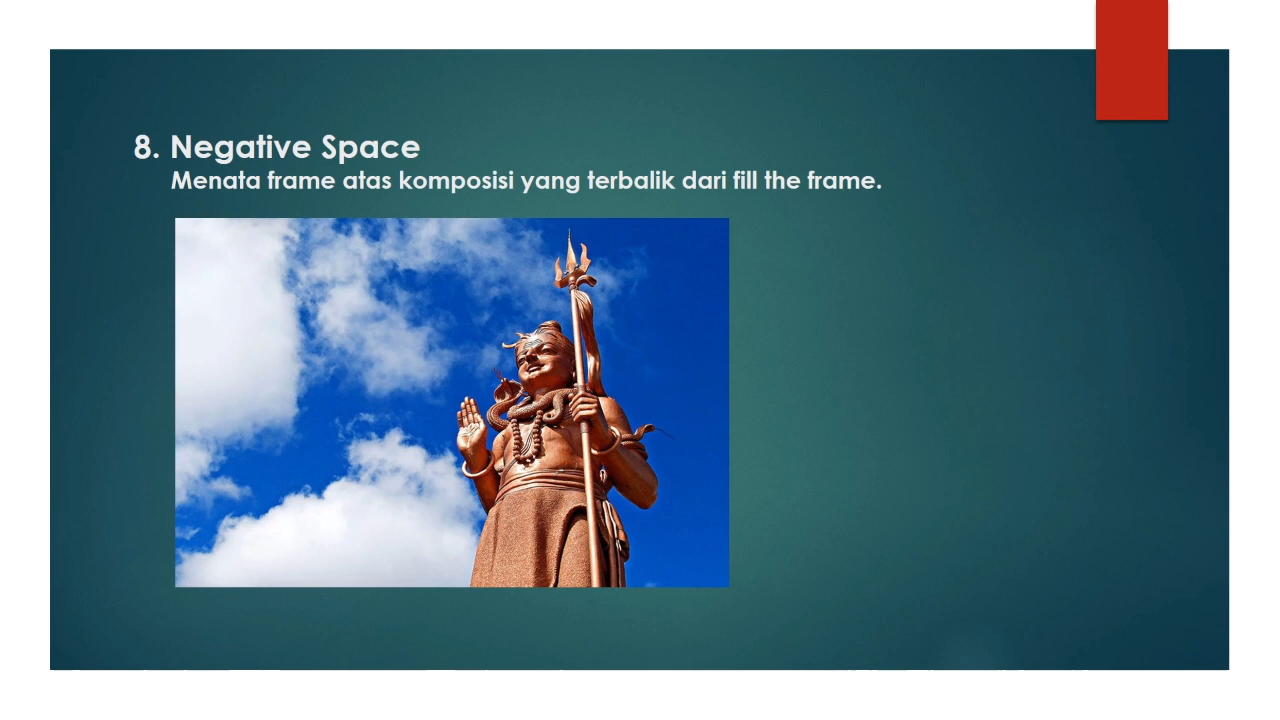 8. Negative Space
Menata frame atas komposisi yang terbalik dari fill the frame.